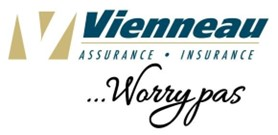 Vienneau
ASSURANCE • INSURANCE
...Worry pas